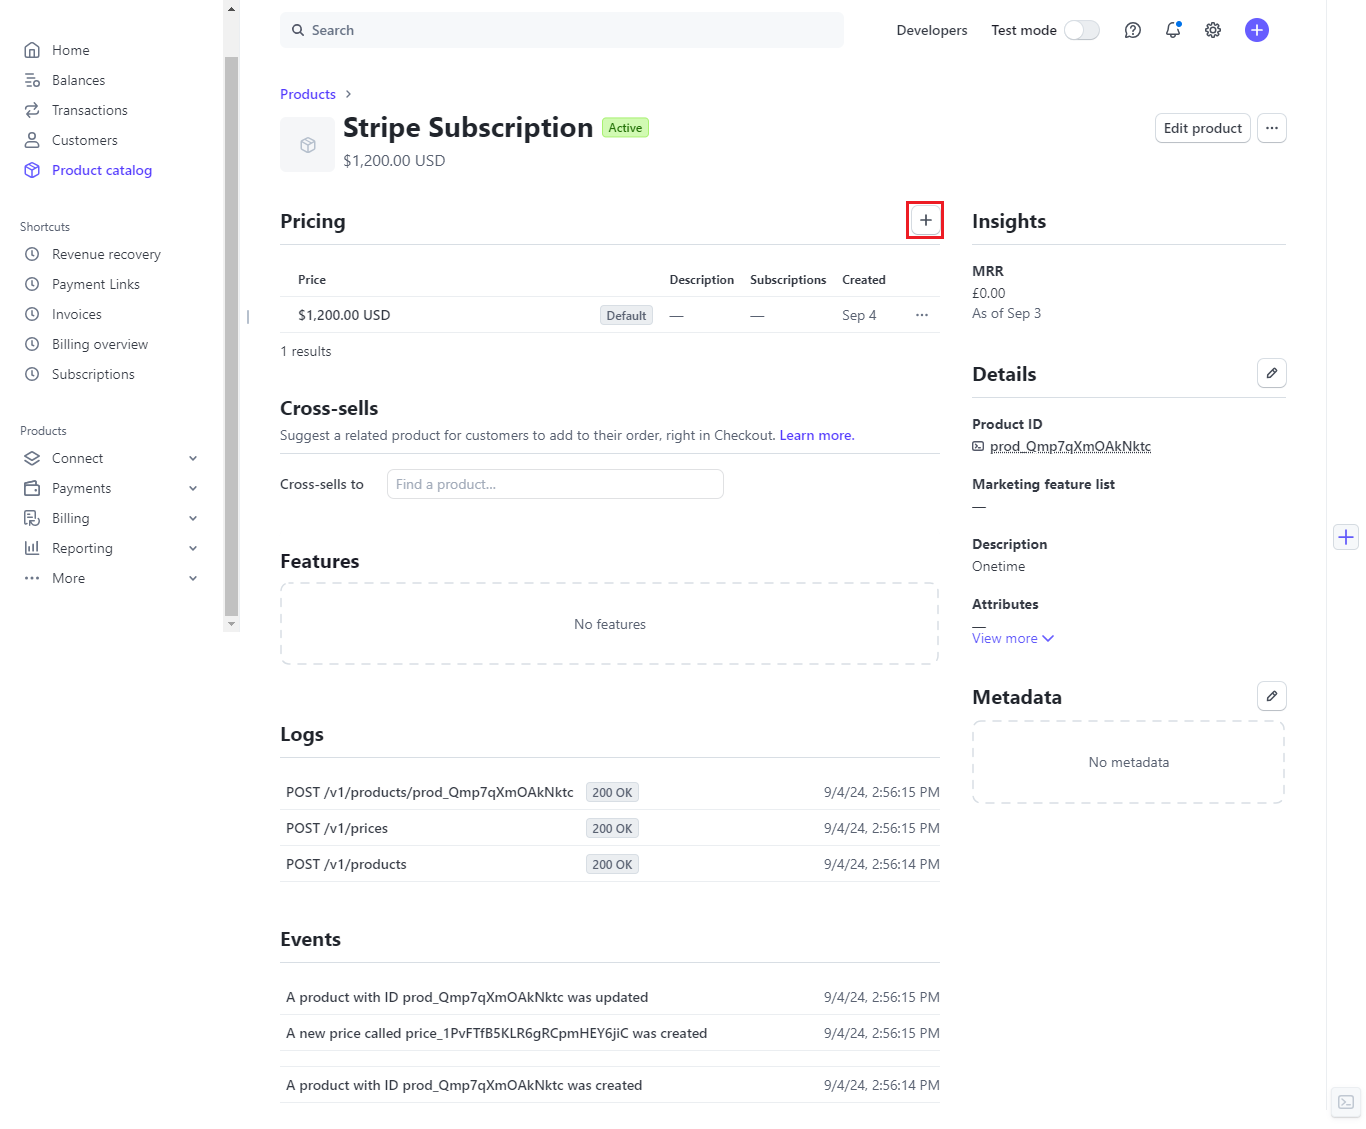 Search
Developers
Test mode
Home
Balances
Transactions
Customers
Product catalog
Shortcuts
Revenue recovery
Payment Links
Invoices
Billing overview
Subscriptions
Products
Connect
Payments
Billing
Reporting
More
Products
Stripe Subscription Active
$1,200.00 USD
Edit product
Pricing
Price Description Subscriptions Created
$1,200.00 USD Default — — Sep 4
1 results
Cross-sells
Suggest a related product for customers to add to their order, right in Checkout. Learn more.
Cross-sells to Find a product...
Features
No features
Logs
POST /v1/products/prod_Qmp7qXmOAkNktc 200 OK 9/4/24, 2:56:15 PM
POST /v1/prices 200 OK 9/4/24, 2:56:15 PM
POST /v1/products 200 OK 9/4/24, 2:56:14 PM
Events
A product with ID prod_Qmp7qXmOAkNktc was updated 9/4/24, 2:56:15 PM
A new price called price_1PvFTfB5KLR6gRCpmHEY6jiC was created 9/4/24, 2:56:15 PM
A product with ID prod_Qmp7qXmOAkNktc was created 9/4/24, 2:56:14 PM
Insights
MRR
£0.00
As of Sep 3
Details
Product ID
prod_Qmp7qXmOAkNktc
Marketing feature list
—
Description
Onetime
Attributes
—
View more
Metadata
No metadata